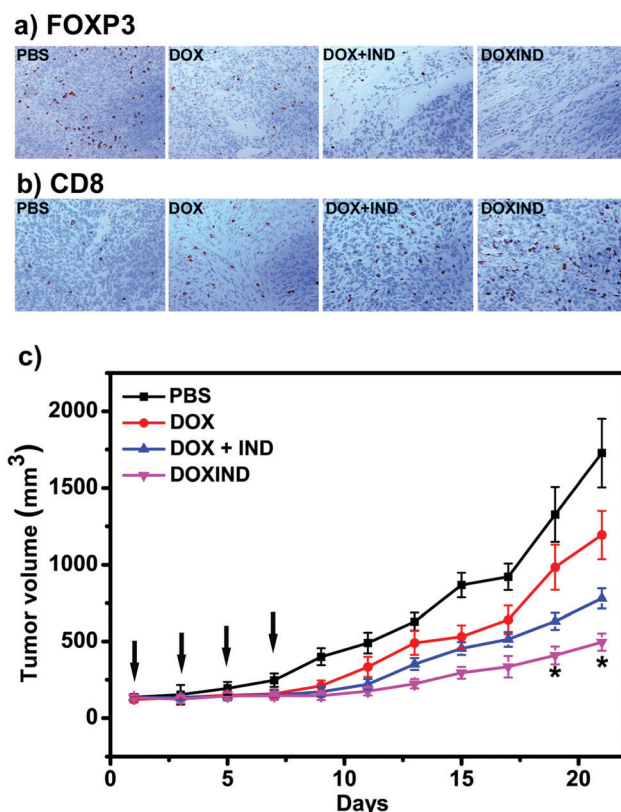 a) FOXP3
PBS DOX DOX+IND DOXIND
b) CD8
PBS DOX DOX+IND DOXIND
c)
PBS
DOX
DOX + IND
DOXIND
Tumor volume (mm³)
2000
1500
1000
500
0
* *
0 5 10 15 20
Days